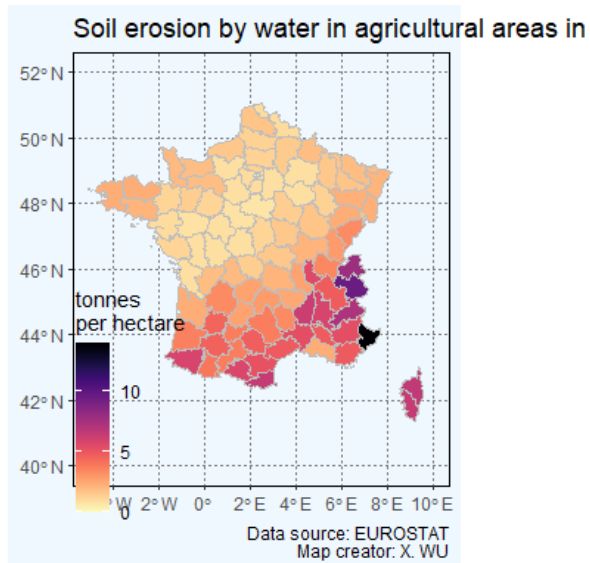 Soil erosion by water in agricultural areas in
52° N
50° N
48° N
46° N
44° N
42° N
40° N
tonnes
per hectare
10
5
0
° W 2° W 0° 2° E 4° E 6° E 8° E 10° E
Data source: EUROSTAT
Map creator: X. WU